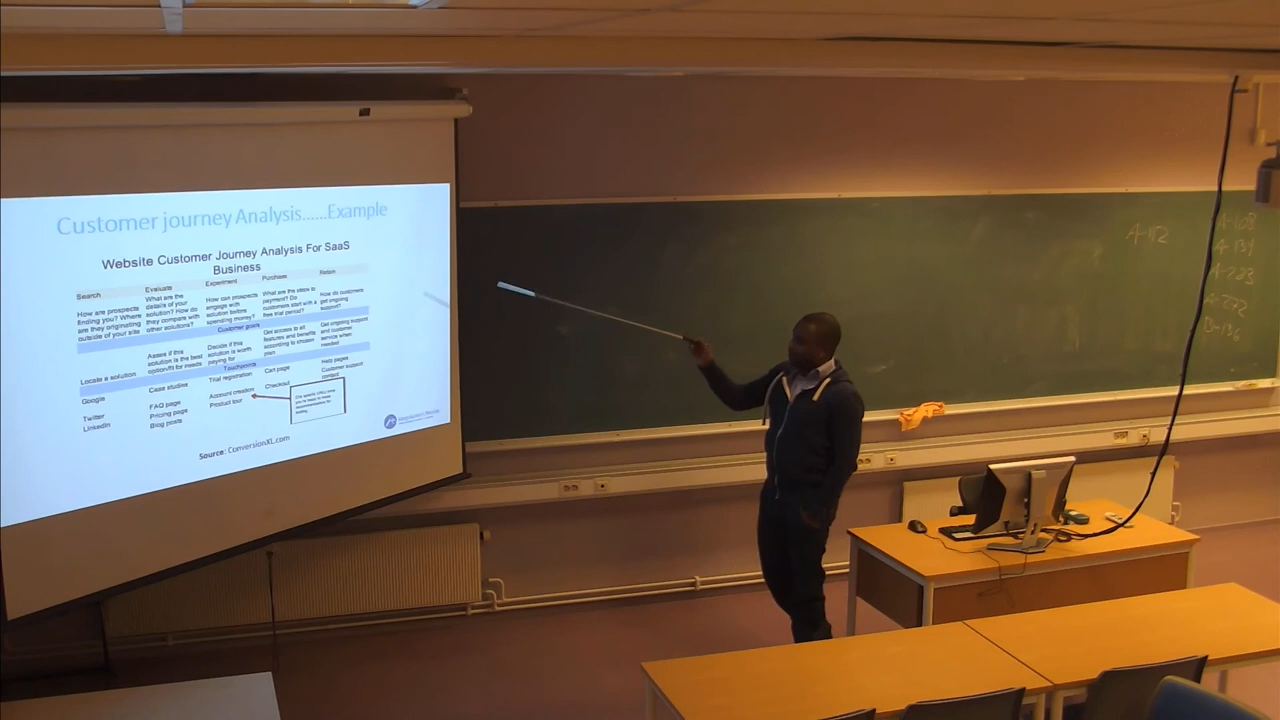 Customer journey Analysis......Example
Website Customer Journey Analysis For SaaS
Business
Search Evaluate Experiment Purchase Retain
How are prospects finding you? Where are they originating outside of your site
What are the details of your solution? How do they compare with other solutions?
How can prospects engage with solution before spending money?
What are the steps to payment? Do customers start with a free trial period?
How do customers get ongoing support?
Customer goals
Locate a solution
Assess if this solution is the best option/fit for needs
Decide if this solution is worth paying for
Get access to all features and benefits according to chosen plan
Get ongoing support and customer service when needed
Touchpoints
Google
Twitter
LinkedIn
Case studies
FAQ page
Pricing page
Blog posts
Trial registration
Account creation
Product tour
Cart page
Checkout
Help pages
Customer support contact
Source: ConversionXL.com
A-112
A-108
A-139
A-223
A-222
B-136